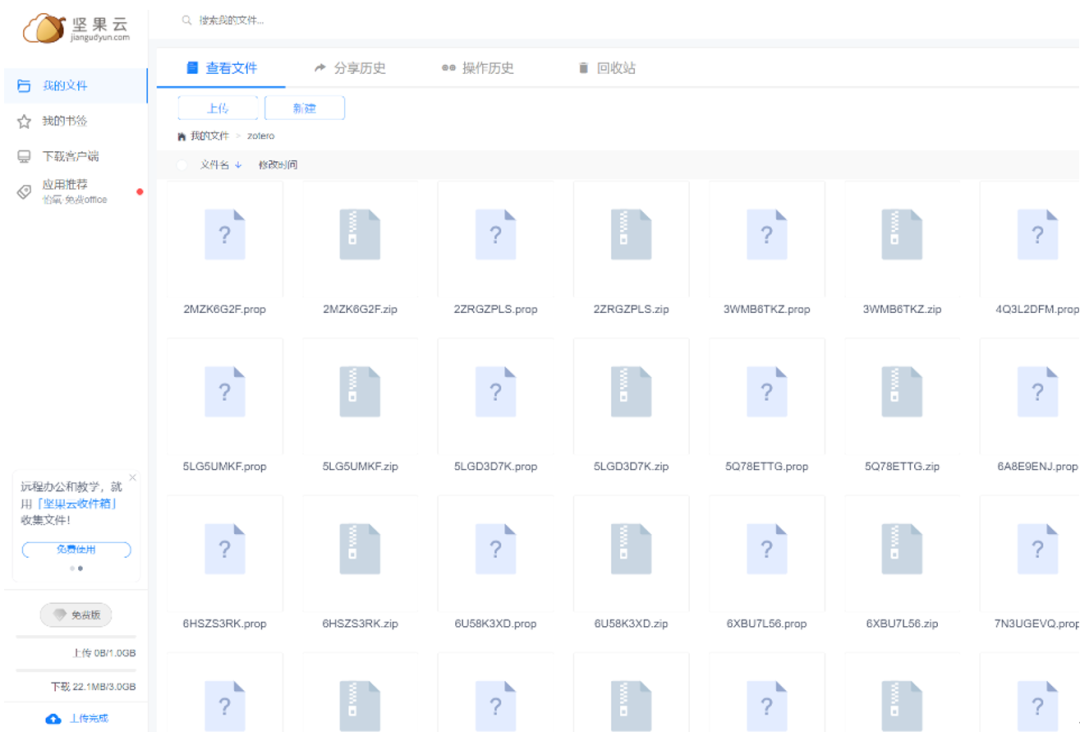 坚果云
jianguoyun.com
搜索我的文件...
我的文件
我的书签
下载客户端
应用推荐
免费office
查看文件
分享历史
操作历史
回收站
上传
新建
我的文件 > zotero
文件名 ↓ 修改时间
2MZK6G2F.prop
2MZK6G2F.zip
2ZRGZPLS.prop
2ZRGZPLS.zip
3WMB6TKZ.prop
3WMB6TKZ.zip
4Q3L2DFM.prop
5LG5UMKF.prop
5LG5UMKF.zip
5LGD3D7K.prop
5LGD3D7K.zip
5Q78ETTG.prop
5Q78ETTG.zip
6A8E9ENJ.prop
6HSZS3RK.prop
6HSZS3RK.zip
6U58K3XD.prop
6U58K3XD.zip
6XBU7L56.prop
6XBU7L56.zip
7N3UGEVQ.prop
远程办公和教学，就
用「坚果云收件箱」
收集文件！
免费使用
免费版
上传 0B/1.0GB
下载 22.1MB/3.0GB
上传完成